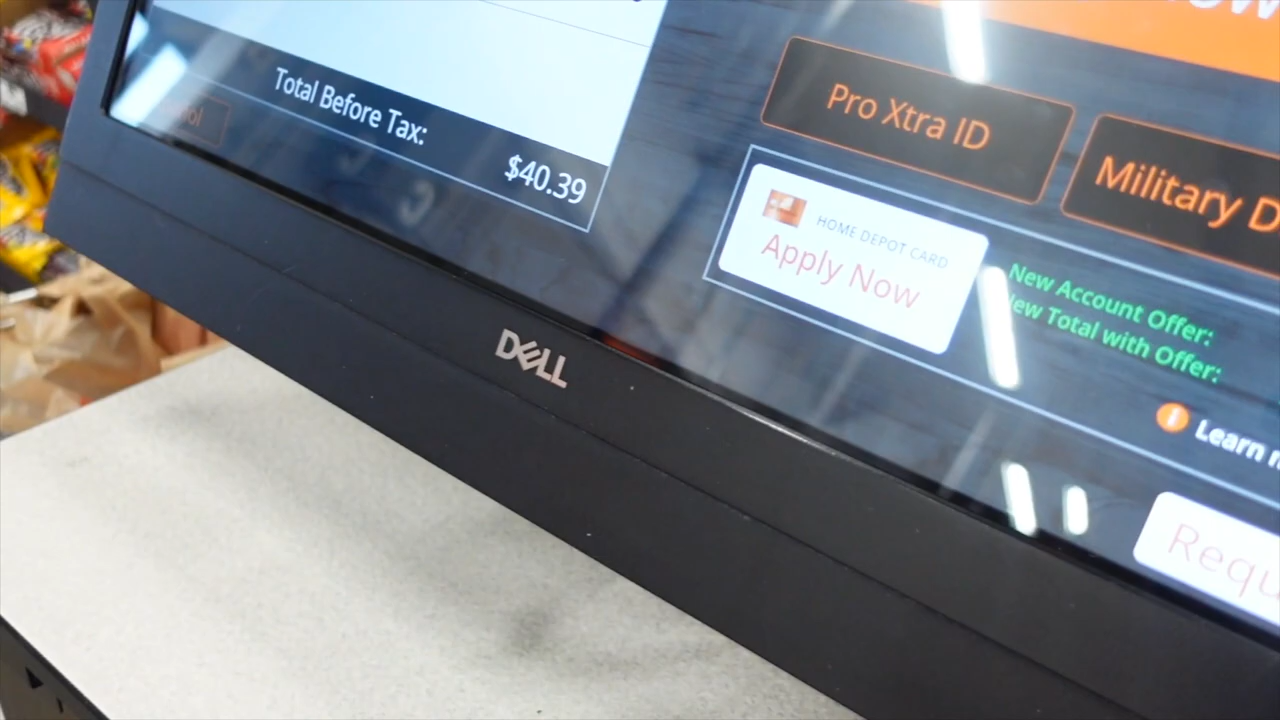 Total Before Tax:
$40.39
Pro Xtra ID
Military D
HOME DEPOT CARD
Apply Now
New Account Offer:
New Total with Offer:
i
Learn
Requ
DELL